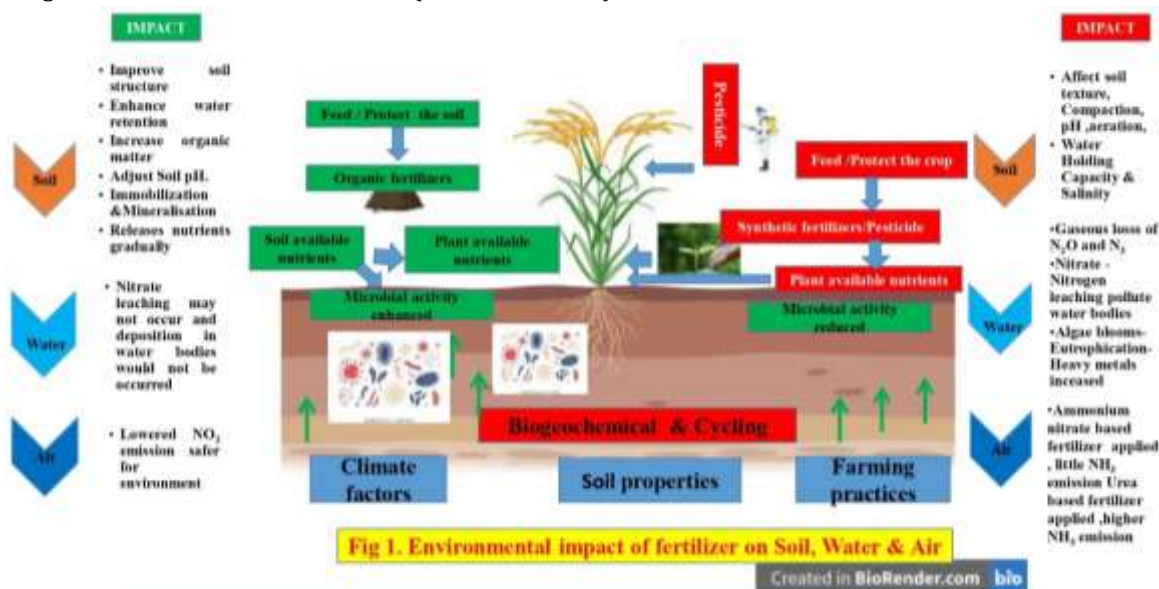 IMPACT
• Improve soil
structure
• Enhance water
retention
• Increase organic
matter
• Adjust Soil pH.
• Immobilization
&Mineralisation
• Releases nutrients
gradually
Soil
• Nitrate
leaching may
not occur and
deposition in
water bodies
would not be
occurred
Water
• Lowered NO₃
emission safer
for
environment
Air
Feed / Protect the soil
Organic fertilizers
Soil available
nutrients
Plant available
nutrients
Microbial activity
enhanced
Pesticide
Feed /Protect the crop
Synthetic fertilizers/Pesticide
Plant available nutrients
Microbial activity
reduced
Biogeochemical & Cycling
Climate
factors
Soil properties
Farming
practices
IMPACT
• Affect soil
texture,
Compaction,
pH ,aeration,
• Water
Holding
Capacity &
Salinity
Soil
•Gaseous loss of
N₂O and N₂
•Nitrate -
Nitrogen
leaching pollute
water bodies
•Algae blooms-
Eutrophication-
Heavy metals
inceased
Water
•Ammonium
nitrate based
fertilizer applied
, little NH₃
emission Urea
based fertilizer
applied ,higher
NH₃ emission
Air
Fig 1. Environmental impact of fertilizer on Soil, Water & Air
Created in BioRender.com bio